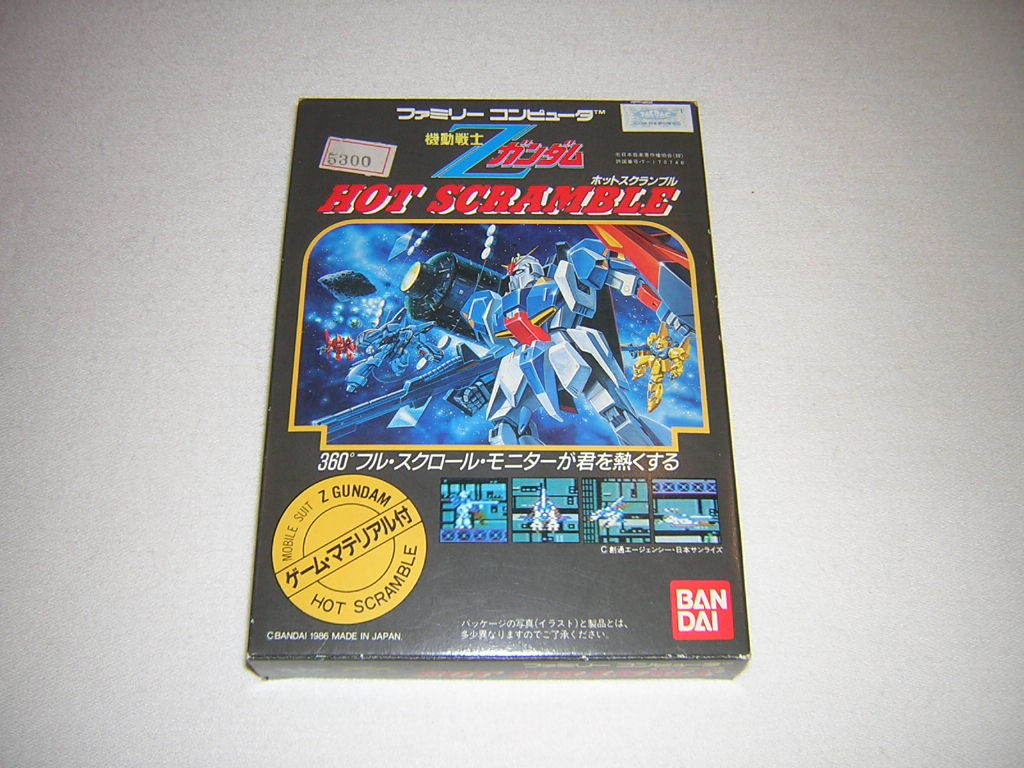 ファミリー コンピュータ™
JASRAC
5300
機動戦士
Ζガンダム
ホットスクランブル
HOT SCRAMBLE
360°フル・スクロール・モニターが君を熱くする
MOBILE SUIT Z GUNDAM
ゲーム・マテリアル付
HOT SCRAMBLE
C創通エージェンシー・日本サンライズ
BAN
DAI
パッケージの写真(イラスト)と製品とは、
多少異なりますのでご了承ください。
©BANDAI 1986 MADE IN JAPAN.